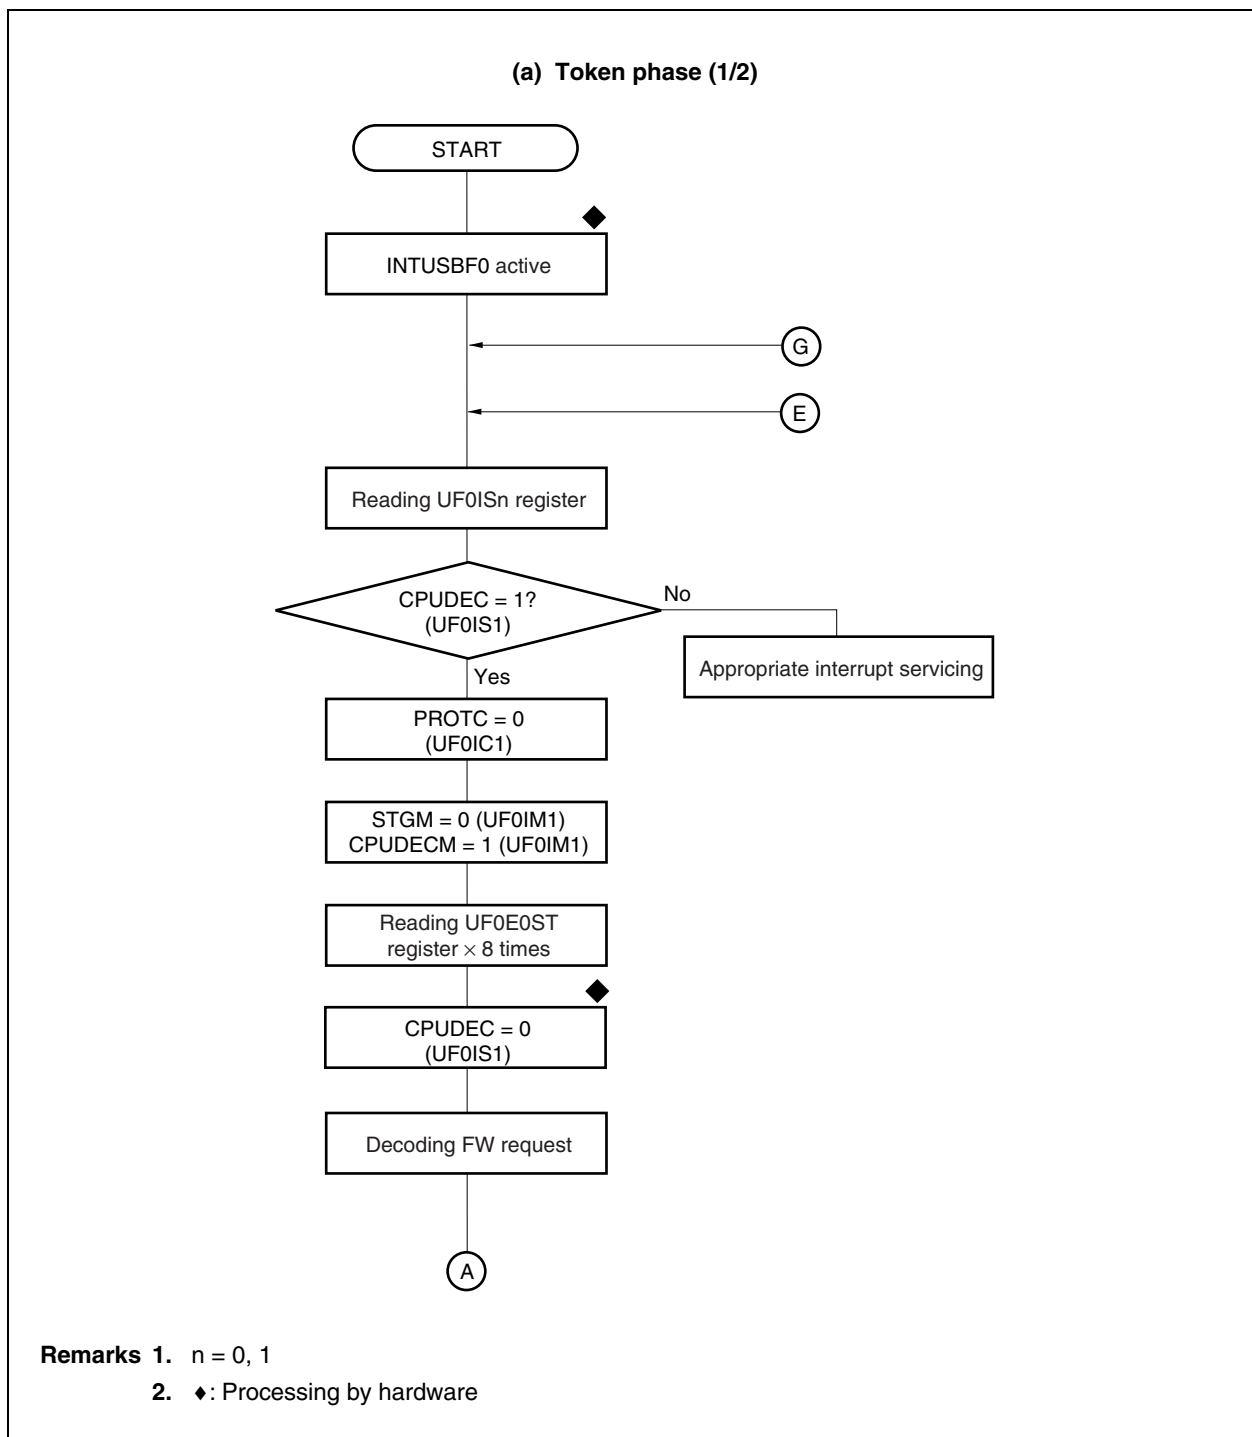 (a) Token phase (1/2)
START
◆
INTUSBF0 active
G
E
Reading UF0ISn register
CPUDEC = 1?
(UF0IS1)
No
Appropriate interrupt servicing
Yes
PROTC = 0
(UF0IC1)
STGM = 0 (UF0IM1)
CPUDECM = 1 (UF0IM1)
Reading UF0E0ST
register × 8 times
◆
CPUDEC = 0
(UF0IS1)
Decoding FW request
A
Remarks 1. n = 0, 1
2. ♦: Processing by hardware